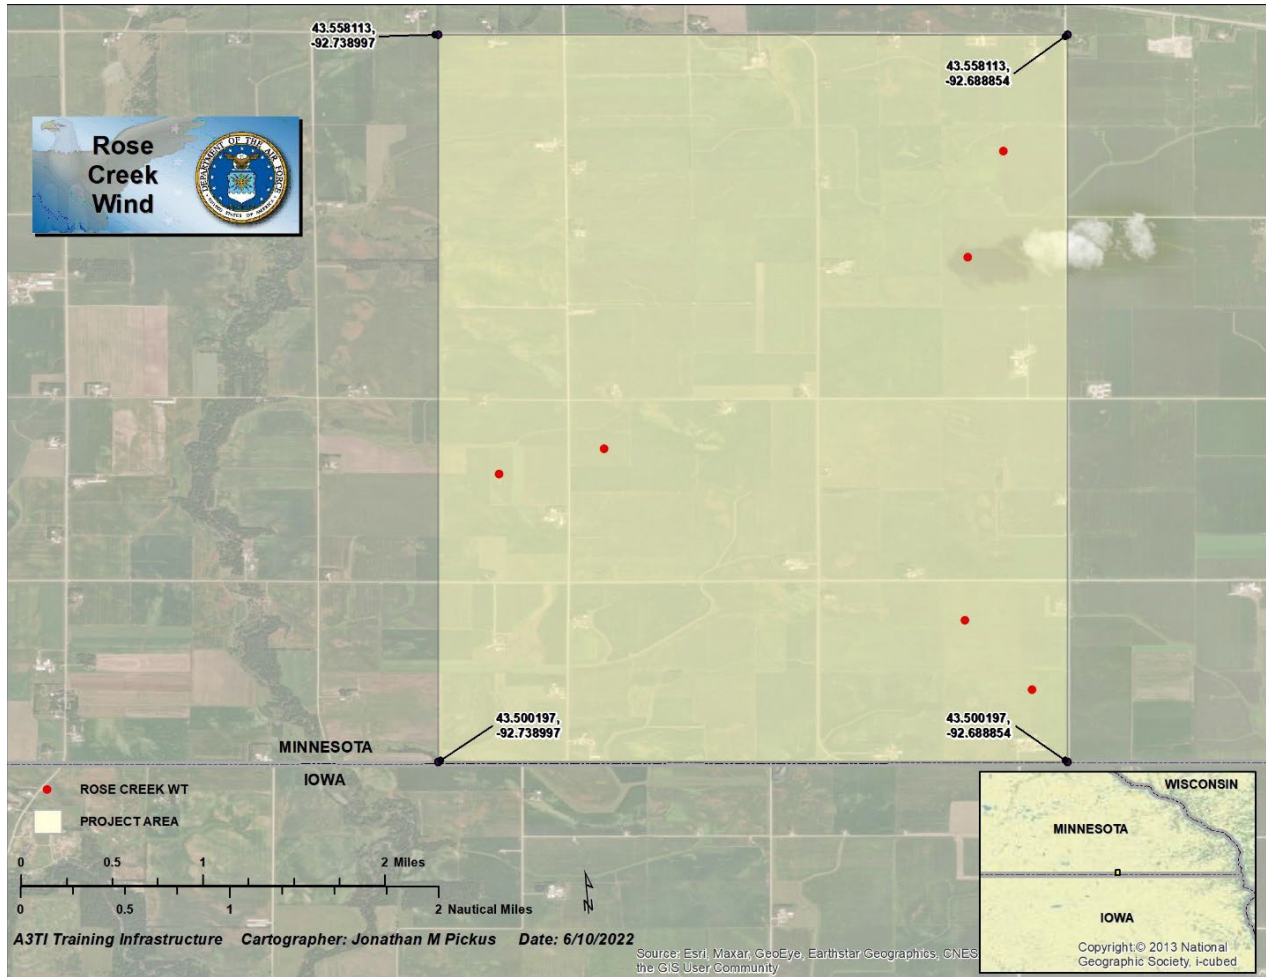 43.558113,
-92.738997
43.558113,
-92.688854
Rose
Creek
Wind
DEPARTMENT OF THE AIR FORCE
UNITED STATES OF AMERICA
43.500197,
-92.738997
43.500197,
-92.688854
MINNESOTA
IOWA
ROSE CREEK WT
PROJECT AREA
0 0.5 1 2 Miles
0 0.5 1 2 Nautical Miles
A3TI Training Infrastructure Cartographer: Jonathan M Pickus Date: 6/10/2022
Source: Esri, Maxar, GeoEye, Earthstar Geographics, CNES
the GIS User Community
WISCONSIN
MINNESOTA
IOWA
Copyright:© 2013 National
Geographic Society, i-cubed